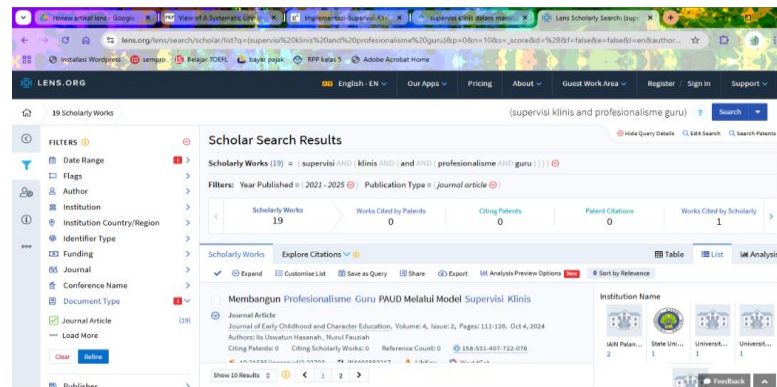 review artikel lens - Google
View of A Systematic Liter
Implementasi-Supervisi-Klin
supervisi klinis dalam menin
Lens Scholarly Search: (supe
lens.org/lens/search/scholar/list?q=(supervisi%20klinis%20and%20profesionalisme%20guru)&p=0&n=10&s=_score&d=%2B&f=false&e=false&l=en&author...
Installasi Wordpress
sempro
Belajar TOEFL
bayar pajak
RPP kelas 5
Adobe Acrobat Home
LENS.ORG
English - EN
Our Apps
Pricing
About
Guest Work Area
Register / Sign in
Support
19 Scholarly Works
(supervisi klinis and profesionalisme guru)
?
Search
Hide Query Details
Edit Search
Search Patents
FILTERS
Date Range
Flags
Author
Institution
Institution Country/Region
Identifier Type
Funding
Journal
Conference Name
Document Type
Journal Article (19)
Load More
Clear
Refine
Publisher
Scholar Search Results
Scholarly Works (19) = ( supervisi AND ( klinis AND ( and AND ( profesionalisme AND guru ) ) ) )
Filters: Year Published = ( 2021 - 2025 ) Publication Type = ( journal article )
Scholarly Works
19
Works Cited by Patents
0
Citing Patents
0
Patent Citations
0
Works Cited by Scholarly
1
Scholarly Works
Explore Citations
Table
List
Analysis
Expand
Customise List
Save as Query
Share
Export
Analysis Preview Options
New
Sort by Relevance
Membangun Profesionalisme Guru PAUD Melalui Model Supervisi Klinis
Journal Article
Journal of Early Childhood and Character Education, Volume: 4, Issue: 2, Pages: 111-126. Oct 4, 2024
Authors: Iis Uswatun Hasanah , Nurul Fauziah
Citing Patents: 0 Citing Scholarly Works: 0 Reference Count: 0 158-531-407-722-076
Show 10 Results
1
2
Institution Name
IAIN Palan...
2
State Uni...
1
Universit...
1
Universit...
1
Feedback